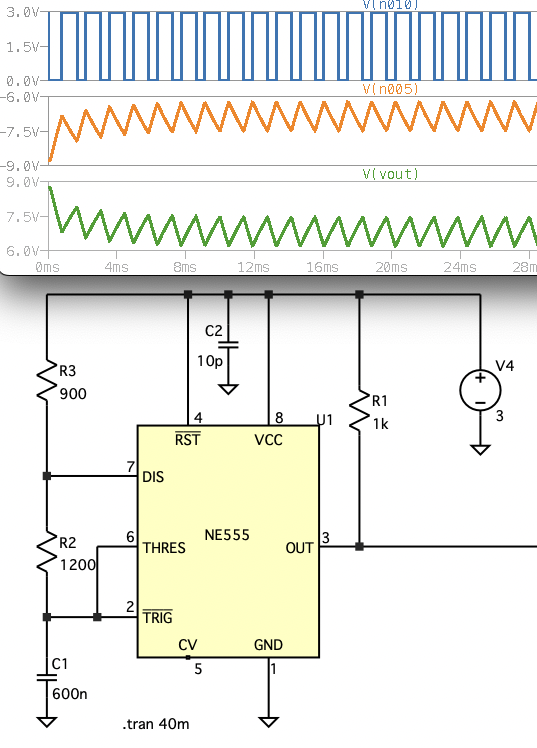 V(n010)
3.0V
1.5V
0.0V
V(n005)
-6.0V
-7.5V
-9.0V
V(vout)
9.0V
7.5V
6.0V
0ms 4ms 8ms 12ms 16ms 20ms 24ms 28ms
C2
10p
R3
900
V4
3
R1
1k
4 8 U1
RST VCC
7
DIS
6
THRES
NE555
OUT
3
R2
1200
2
TRIG
CV GND
5 1
C1
600n
.tran 40m